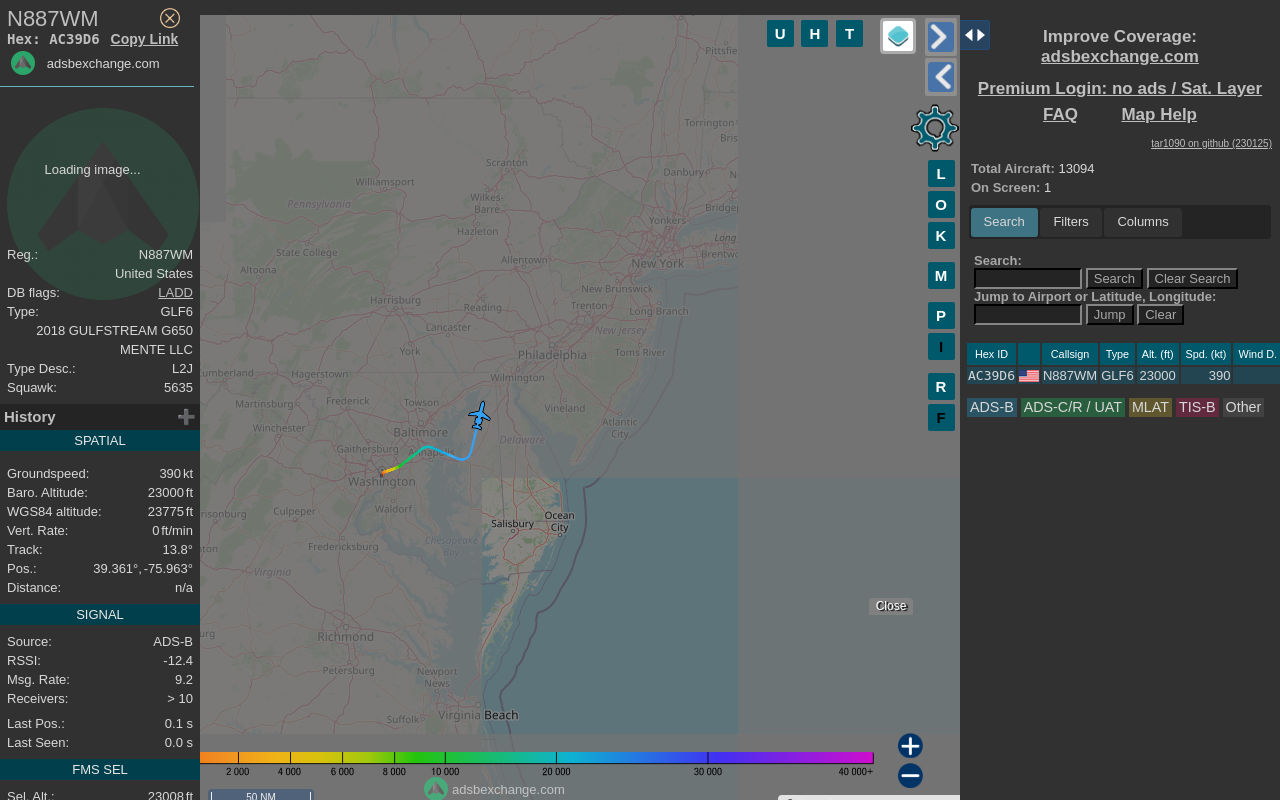 N887WM
Hex: AC39D6 Copy Link
adsbexchange.com
Loading image...
Reg.: N887WM
United States
DB flags: LADD
Type: GLF6
2018 GULFSTREAM G650
MENTE LLC
Type Desc.: L2J
Squawk: 5635
History
SPATIAL
Groundspeed: 390 kt
Baro. Altitude: 23000 ft
WGS84 altitude: 23775 ft
Vert. Rate: 0 ft/min
Track: 13.8°
Pos.: 39.361°, -75.963°
Distance: n/a
SIGNAL
Source: ADS-B
RSSI: -12.4
Msg. Rate: 9.2
Receivers: > 10
Last Pos.: 0.1 s
Last Seen: 0.0 s
FMS SEL
Sel. Alt.: 23008 ft
U H T
L
O
K
M
P
I
R
F
Torrington
Scranton
Danbury
Williamsport
Pennsylvania
Wilkes-
Barre
Yonkers
Hazleton
State College
Allentown
New York
Altoona
New Brunswick
Harrisburg
Reading
Trenton
Long Branch
Lancaster
New Jersey
York
Philadelphia
Toms River
Hagerstown
Wilmington
Martinsburg
Frederick
Towson
Vineland
Winchester
Baltimore
Delaware
Atlantic
City
Gaithersburg
Annapolis
Washington
Culpeper
Waldorf
Salisbury
Ocean
City
Fredericksburg
Chesapeake
Bay
Virginia
Richmond
Petersburg
Newport
News
Suffolk
Virginia Beach
Close
2 000 4 000 6 000 8 000 10 000 20 000 30 000 40 000+
adsbexchange.com
50 NM
Improve Coverage:
adsbexchange.com
Premium Login: no ads / Sat. Layer
FAQ Map Help
tar1090 on github (230125)
Total Aircraft: 13094
On Screen: 1
Search Filters Columns
Search:
Search Clear Search
Jump to Airport or Latitude, Longitude:
Jump Clear
Hex ID Callsign Type Alt. (ft) Spd. (kt) Wind D.
AC39D6 N887WM GLF6 23000 390
ADS-B ADS-C/R / UAT MLAT TIS-B Other